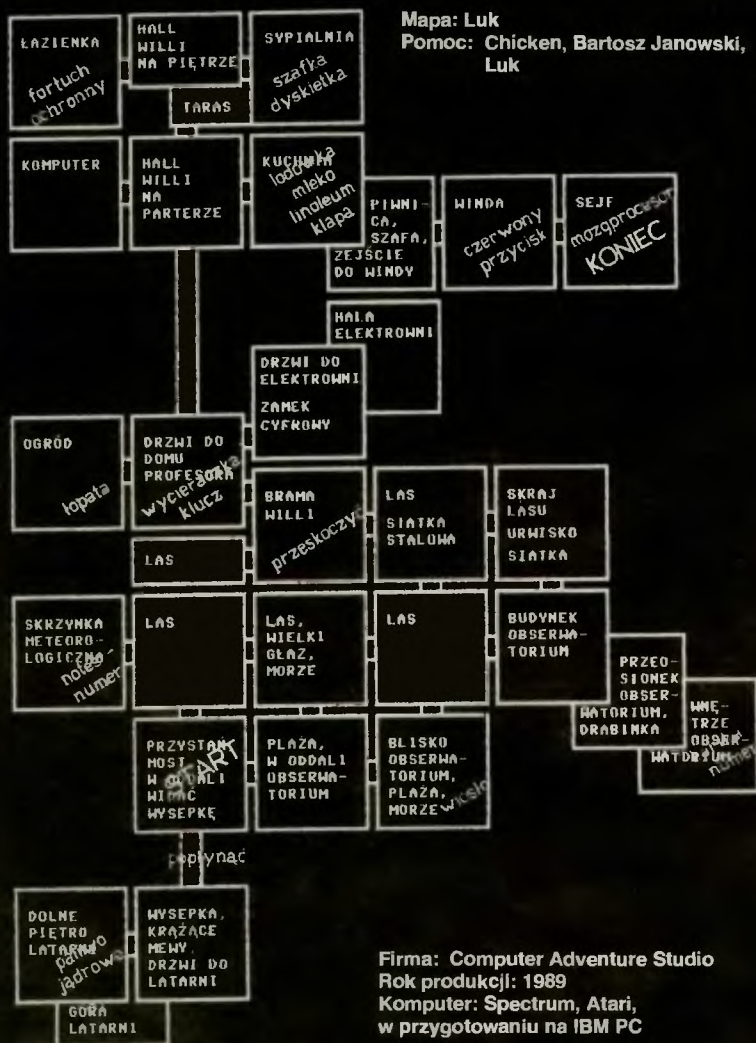 Mapa: Luk
Pomoc: Chicken, Bartosz Janowski,
Luk
ŁAZIENKA
fortuch
ochronny
HALL
WILLI
NA PIĘTRZE
TARAS
SYPIALNIA
szafka
dyskietka
KOMPUTER
HALL
WILLI
NA
PARTERZE
KUCHNIA
lodówka
mleko
linoleum
klapa
PIWNI-
CA,
SZAFA,
ZEJŚCIE
DO WINDY
WINDA
czerwony
przycisk
SEJF
mózgprocesor
KONIEC
HALA
ELEKTROWNI
DRZWI DO
ELEKTROWNI
ZAMEK
CYFROWY
OGRÓD
łopata
DRZWI DO
DOMU
PROFESORA
wycieraczka
klucz
BRAMA
WILLI
przeskoczyć
LAS
SIATKA
STALOWA
SKRAJ
LASU
URWISKO
SIATKA
LAS
SKRZYNKA
METEORO-
LOGICZNA
notes-
numer
LAS
LAS,
WIELKI
GŁAZ,
MORZE
LAS
BUDYNEK
OBSERWA-
TORIUM
PRZED-
SIONEK
OBSER-
WATORIUM,
DRABINKA
WNĘ-
TRZE
OBSER-
WATORIUM
numer
PRZYSTAŃ
MOST
W ODDALI
WIDAĆ
WYSEPKĘ
START
PLAŻA,
W ODDALI
OBSERWA-
TORIUM
BLISKO
OBSERWA-
TORIUM,
PLAŻA,
MORZE
wiosło
popłynąć
DOLNE
PIĘTRO
LATARNI
paliwo
jądrowe
WYSEPKA,
KRĄŻĄCE
MEWY,
DRZWI DO
LATARNI
GÓRA
LATARNI
Firma: Computer Adventure Studio
Rok produkcji: 1989
Komputer: Spectrum, Atari,
w przygotowaniu na IBM PC